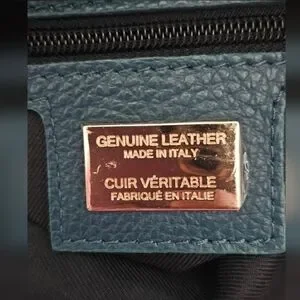 GENUINE LEATHER
MADE IN ITALY
CUIR VÉRITABLE
FABRIQUÉ EN ITALIE